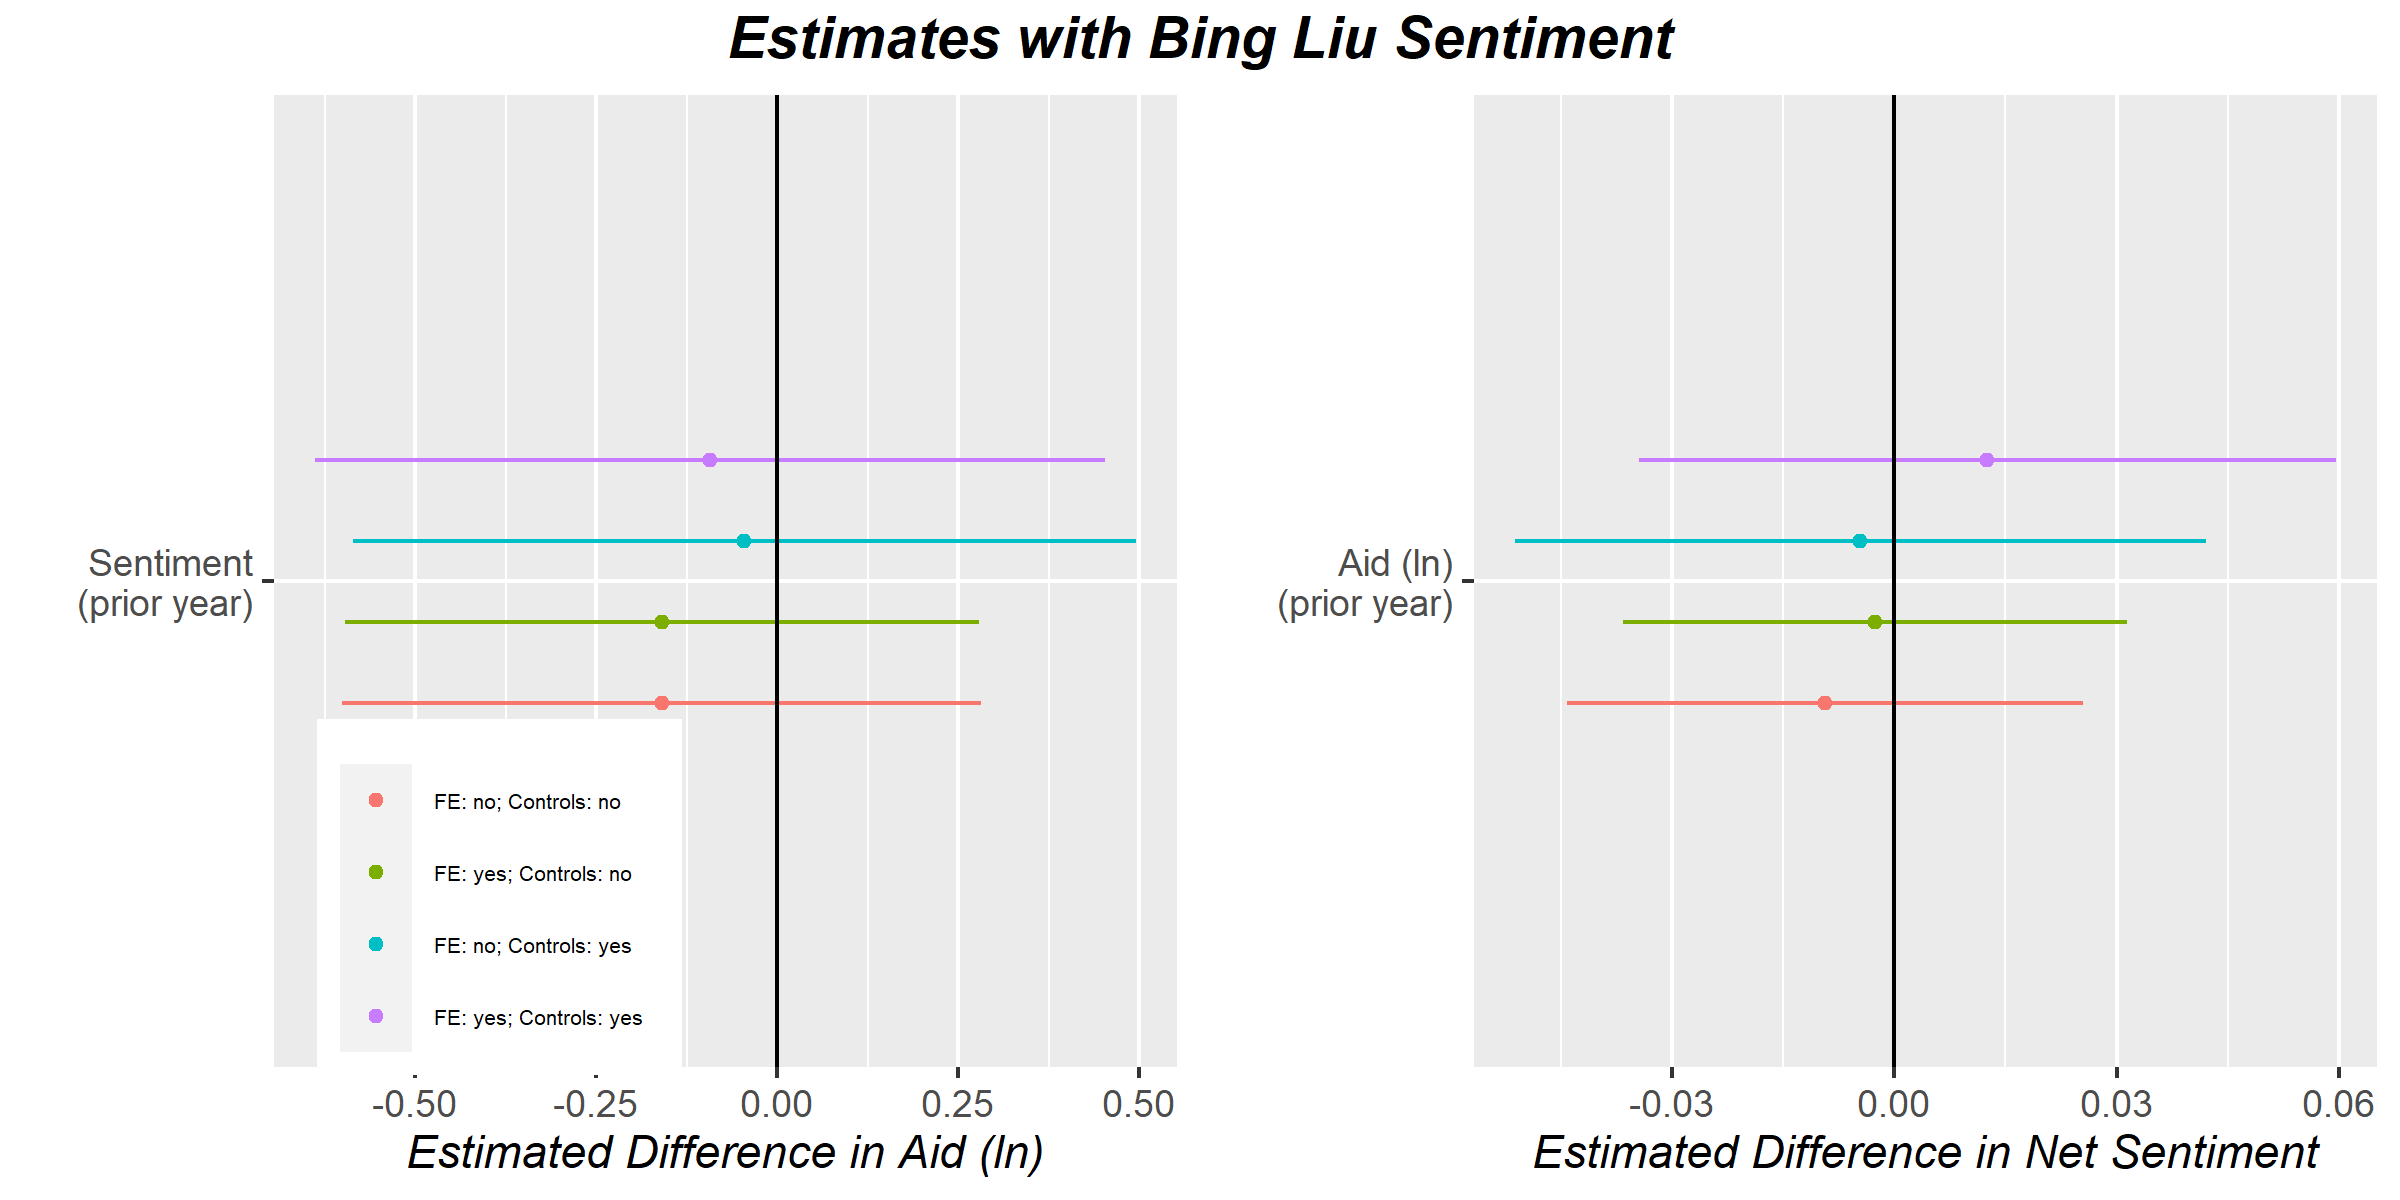 Estimates with Bing Liu Sentiment
Sentiment
(prior year)
FE: no; Controls: no
FE: yes; Controls: no
FE: no; Controls: yes
FE: yes; Controls: yes
-0.50 -0.25 0.00 0.25 0.50
Estimated Difference in Aid (ln)
Aid (ln)
(prior year)
-0.03 0.00 0.03 0.06
Estimated Difference in Net Sentiment